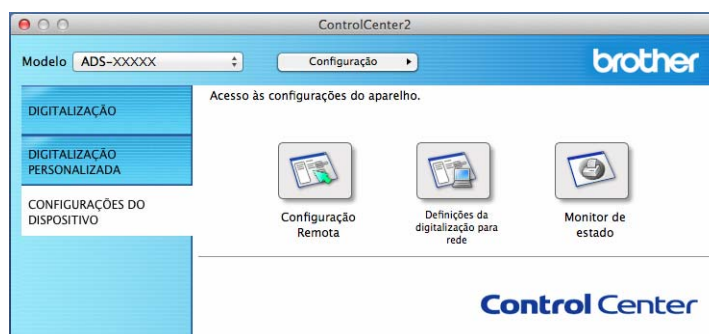 ControlCenter2
Modelo ADS-XXXXX Configuração
brother
DIGITALIZAÇÃO
DIGITALIZAÇÃO
PERSONALIZADA
CONFIGURAÇÕES DO
DISPOSITIVO
Acesso às configurações do aparelho.
Configuração
Remota
Definições da
digitalização para
rede
Monitor de
estado
Control Center